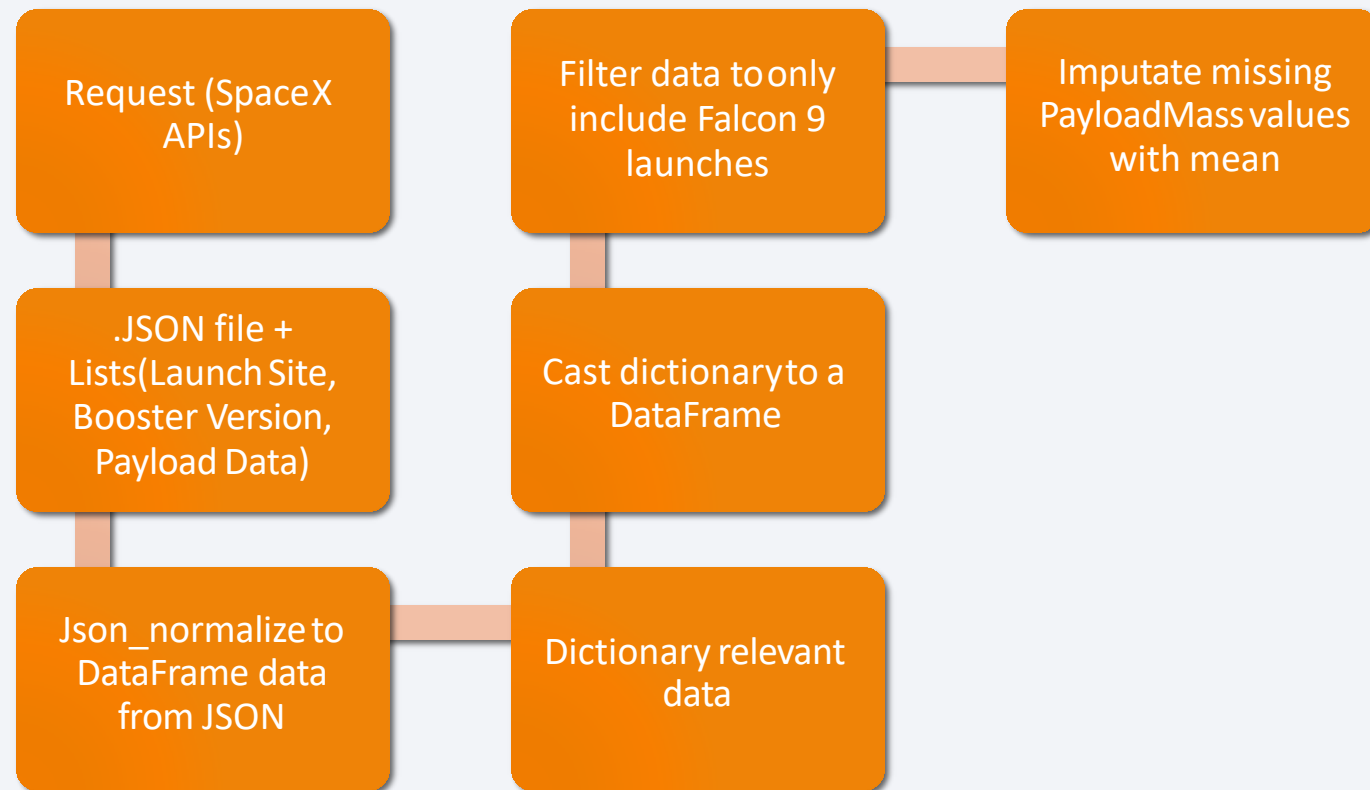 Request (SpaceX
APIs)
.JSON file +
Lists(Launch Site,
Booster Version,
Payload Data)
Json_normalize to
DataFrame data
from JSON
Dictionary relevant
data
Cast dictionary to a
DataFrame
Filter data to only
include Falcon 9
launches
Imputate missing
PayloadMass values
with mean